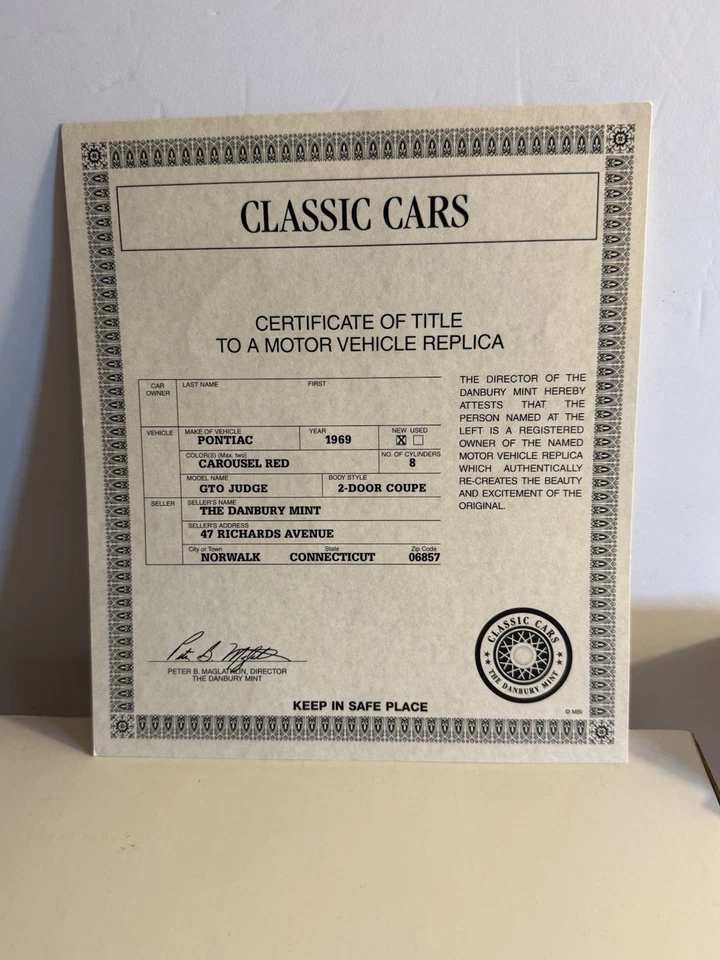 CLASSIC CARS
CERTIFICATE OF TITLE
TO A MOTOR VEHICLE REPLICA
CAR OWNER
LAST NAME FIRST
VEHICLE
MAKE OF VEHICLE YEAR NEW USED
PONTIAC 1969 X
COLOR(S) (Max. two) NO. OF CYLINDERS
CAROUSEL RED 8
MODEL NAME BODY STYLE
GTO JUDGE 2-DOOR COUPE
SELLER
SELLER'S NAME
THE DANBURY MINT
SELLER'S ADDRESS
47 RICHARDS AVENUE
City or Town State Zip Code
NORWALK CONNECTICUT 06857
THE DIRECTOR OF THE
DANBURY MINT HEREBY
ATTESTS THAT THE
PERSON NAMED AT THE
LEFT IS A REGISTERED
OWNER OF THE NAMED
MOTOR VEHICLE REPLICA
WHICH AUTHENTICALLY
RE-CREATES THE BEAUTY
AND EXCITEMENT OF THE
ORIGINAL.
PETER B. MAGLATHLIN, DIRECTOR
THE DANBURY MINT
CLASSIC CARS
THE DANBURY MINT
KEEP IN SAFE PLACE
© MBI